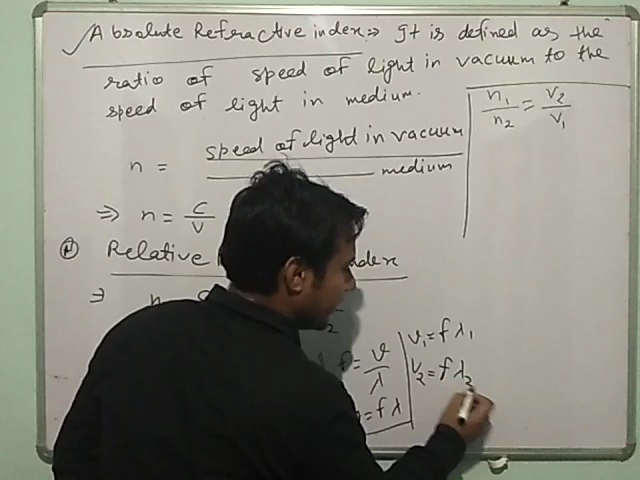 Absolute Refractive index ⇒ It is defined as the
ratio of speed of light in vacuum to the
speed of light in medium.
n = speed of light in vacuum / ——— medium
⇒ n = c/v
n₁/n₂ = v₂/v₁
Relative
⇒ n
f = v/λ
= fλ
v₁ = fλ₁
v₂ = fλ₂